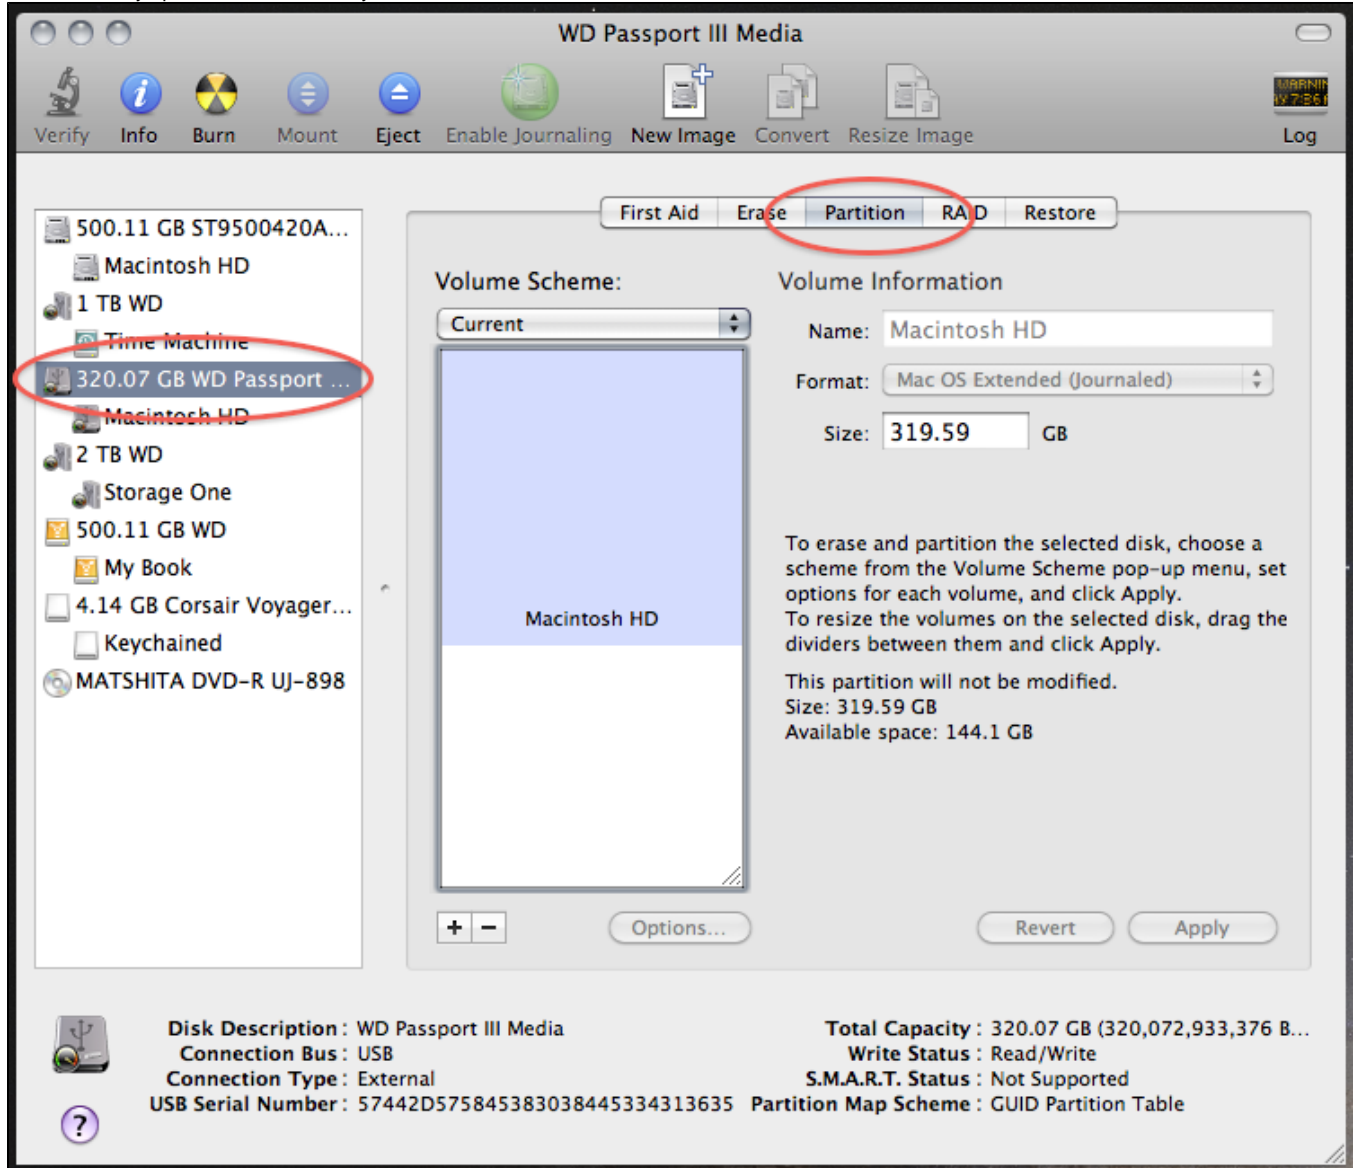 WD Passport III Media
Verify Info Burn Mount Eject Enable Journaling New Image Convert Resize Image Log
WARNIN
First Aid Erase Partition RAID Restore
500.11 GB ST9500420A...
Macintosh HD
1 TB WD
Time Machine
320.07 GB WD Passport ...
Macintosh HD
2 TB WD
Storage One
500.11 GB WD
My Book
4.14 GB Corsair Voyager...
Keychained
MATSHITA DVD-R UJ-898
Volume Scheme:
Current
Macintosh HD
+ −
Options...
Volume Information
Name: Macintosh HD
Format: Mac OS Extended (Journaled)
Size: 319.59 GB
To erase and partition the selected disk, choose a
scheme from the Volume Scheme pop-up menu, set
options for each volume, and click Apply.
To resize the volumes on the selected disk, drag the
dividers between them and click Apply.
This partition will not be modified.
Size: 319.59 GB
Available space: 144.1 GB
Revert Apply
Disk Description : WD Passport III Media
Connection Bus : USB
Connection Type : External
USB Serial Number : 57442D575845383038445334313635
Total Capacity : 320.07 GB (320,072,933,376 B...
Write Status : Read/Write
S.M.A.R.T. Status : Not Supported
Partition Map Scheme : GUID Partition Table
?